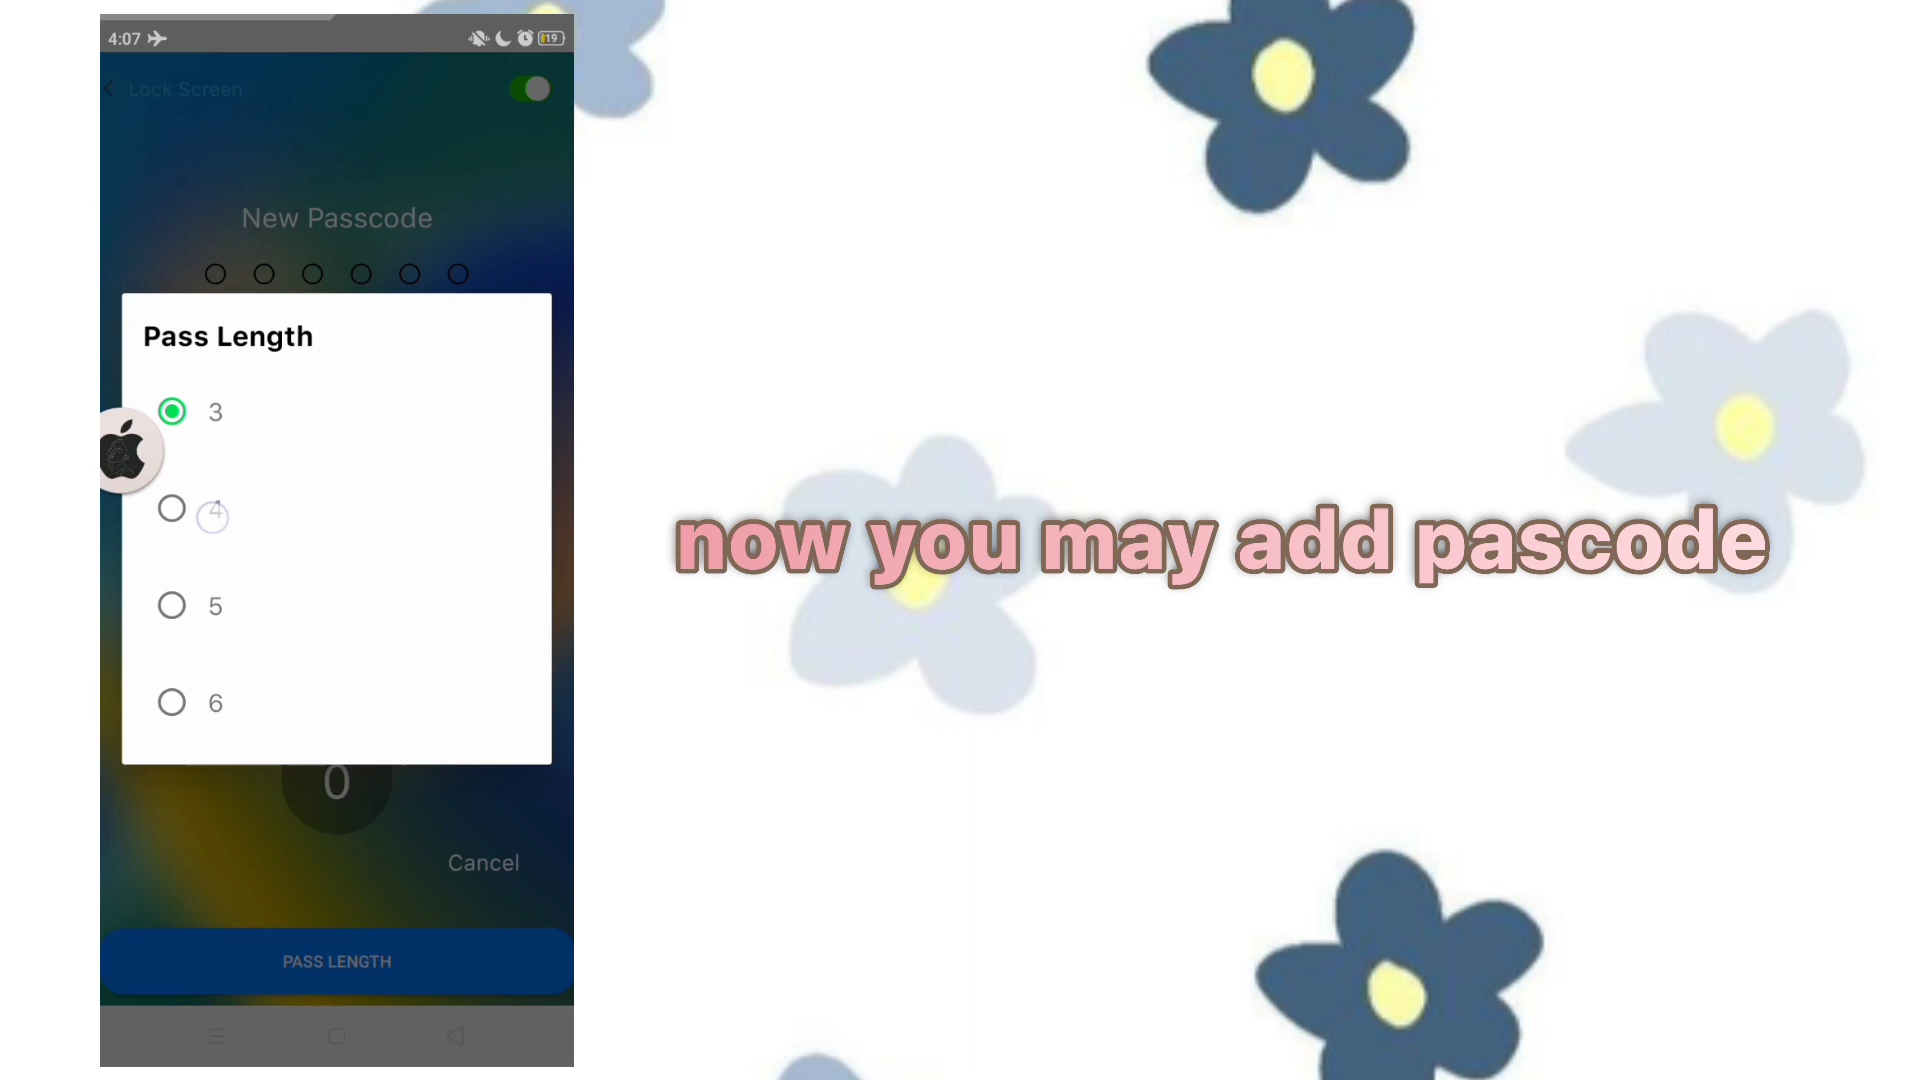 4:07
19
Lock Screen
New Passcode
Pass Length
3
4
5
6
0
Cancel
PASS LENGTH
now you may add pascode